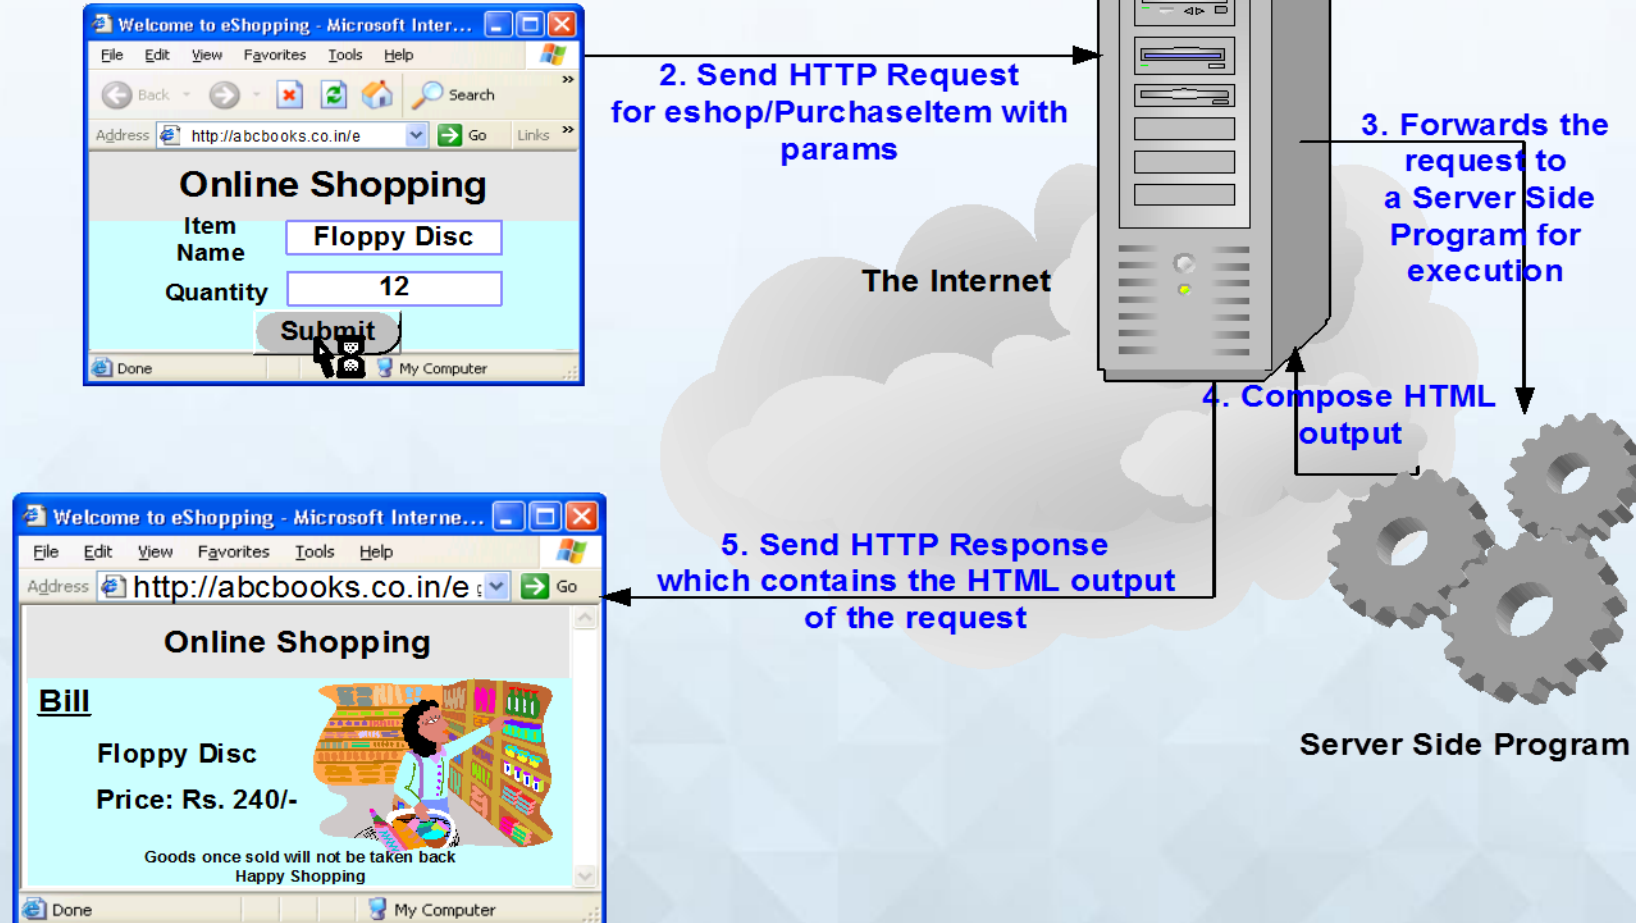 Welcome to eShopping - Microsoft Inter...
File Edit View Favorites Tools Help
Back Search
Address http://abcbooks.co.in/e Go Links
Online Shopping
Item
Name
Floppy Disc
Quantity
12
Submit
Done My Computer
2. Send HTTP Request
for eshop/PurchaseItem with
params
3. Forwards the
request to
a Server Side
Program for
execution
The Internet
4. Compose HTML
output
5. Send HTTP Response
which contains the HTML output
of the request
Server Side Program
Welcome to eShopping - Microsoft Interne...
File Edit View Favorites Tools Help
Address http://abcbooks.co.in/e Go
Online Shopping
Bill
Floppy Disc
Price: Rs. 240/-
Goods once sold will not be taken back
Happy Shopping
Done My Computer